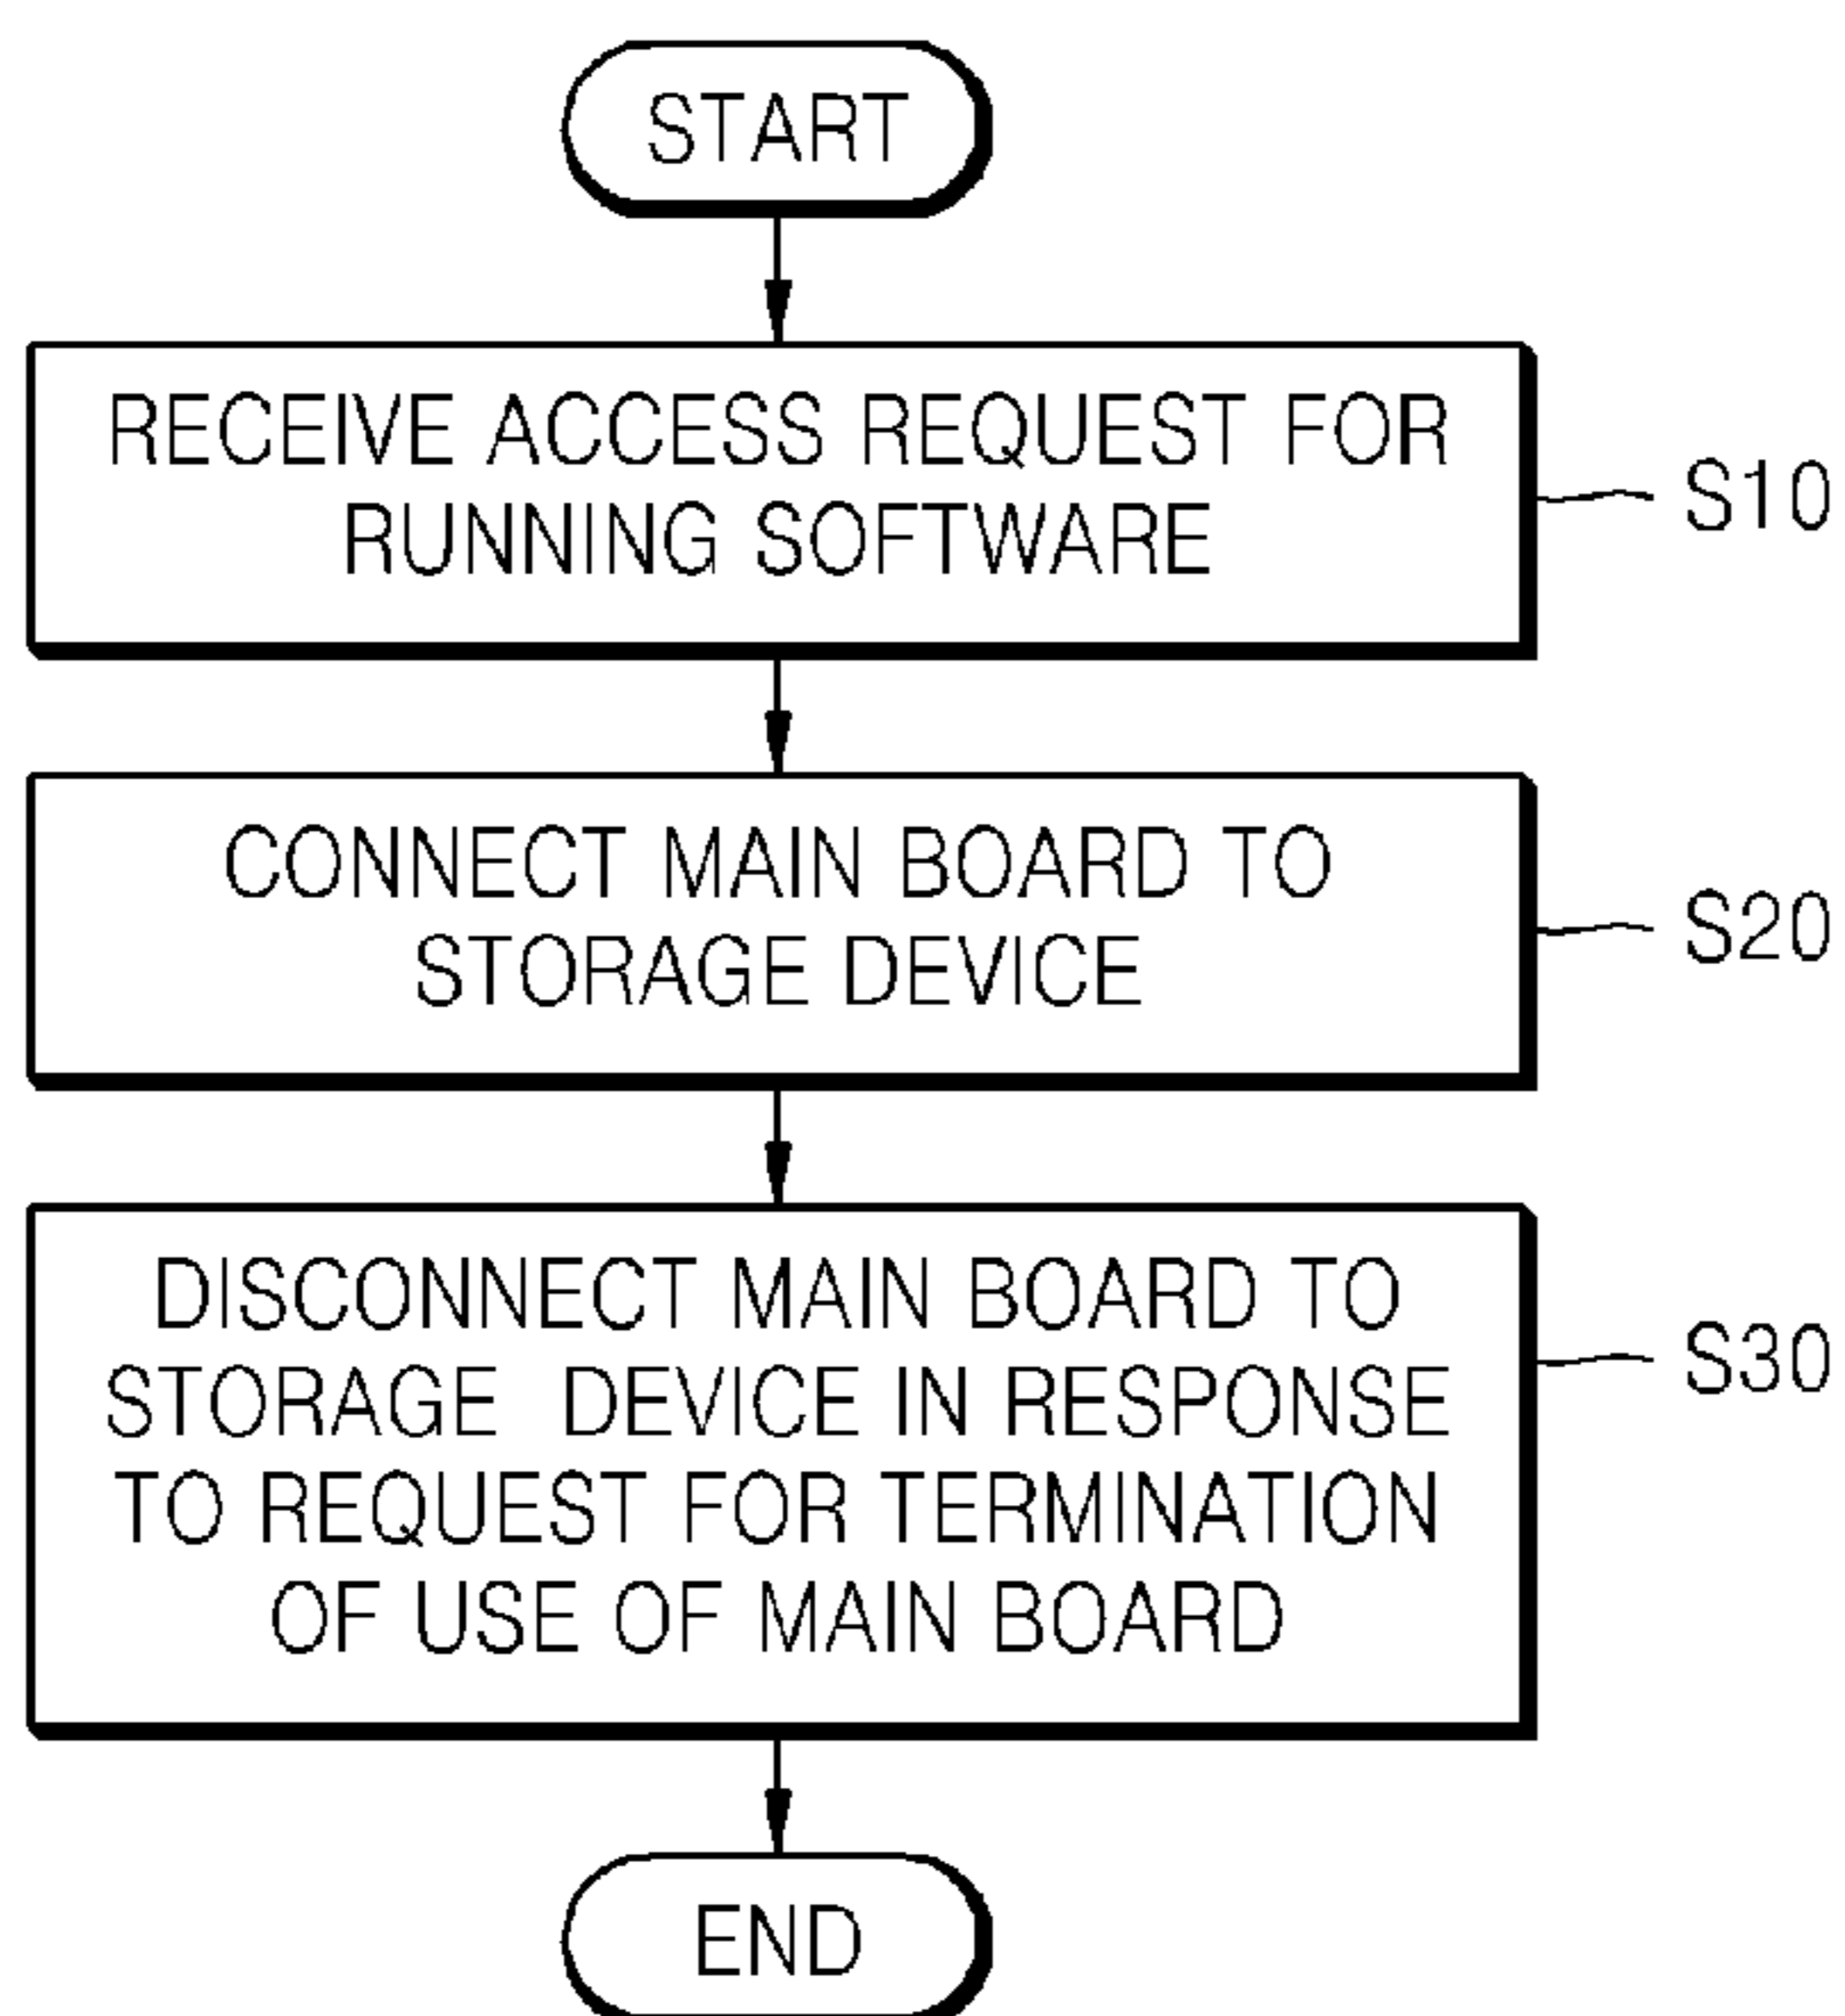 START
RECEIVE ACCESS REQUEST FOR
RUNNING SOFTWARE
S10
CONNECT MAIN BOARD TO
STORAGE DEVICE
S20
DISCONNECT MAIN BOARD TO
STORAGE DEVICE IN RESPONSE
TO REQUEST FOR TERMINATION
OF USE OF MAIN BOARD
S30
END